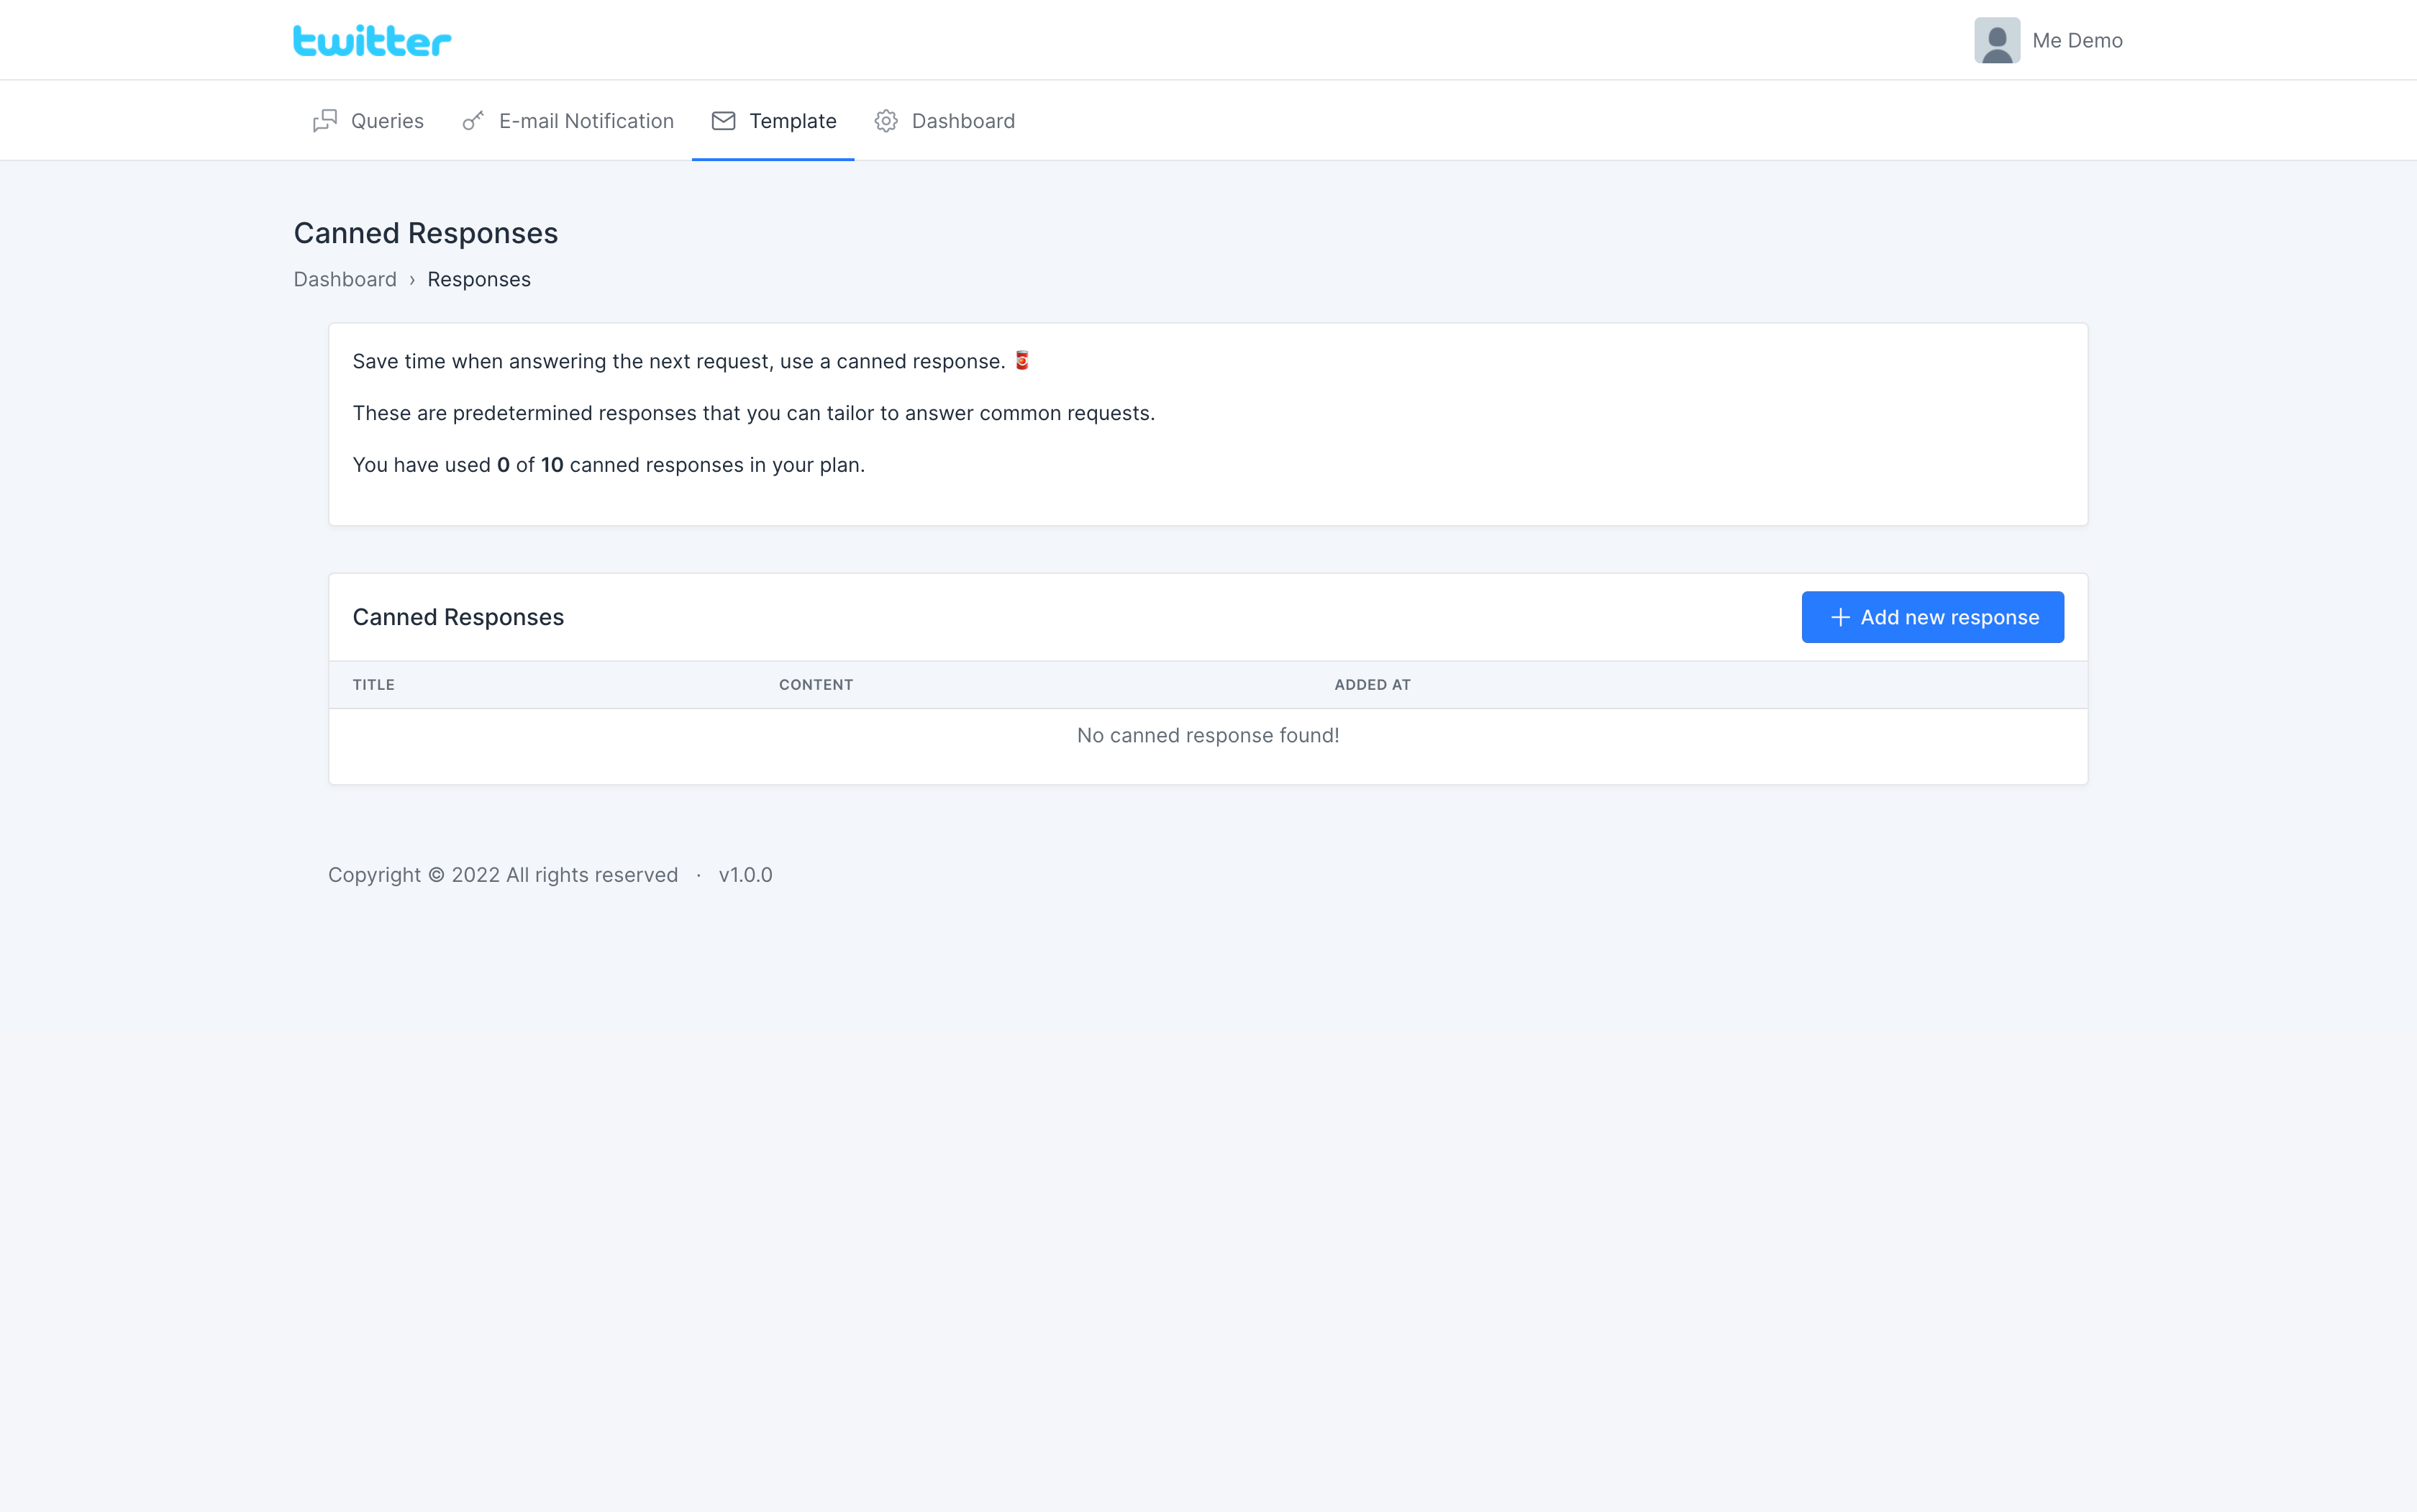 twitter
Me Demo
Queries
E-mail Notification
Template
Dashboard
Canned Responses
Dashboard › Responses
Save time when answering the next request, use a canned response. 🥫
These are predetermined responses that you can tailor to answer common requests.
You have used 0 of 10 canned responses in your plan.
Canned Responses
Add new response
TITLE CONTENT ADDED AT
No canned response found!
Copyright © 2022 All rights reserved · v1.0.0